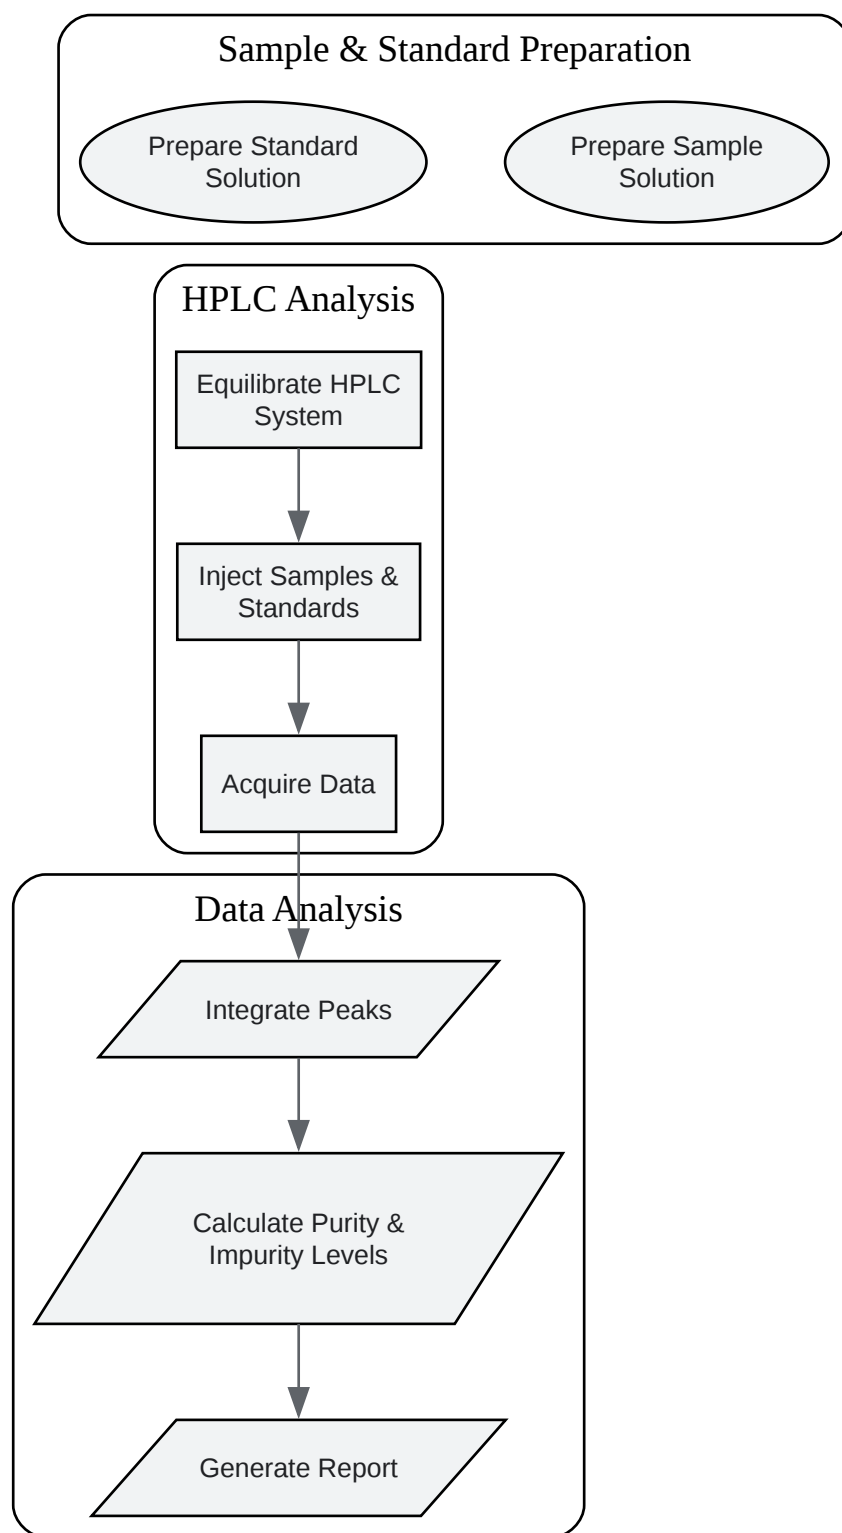 Sample & Standard Preparation
Prepare Standard
Solution
Prepare Sample
Solution
HPLC Analysis
Equilibrate HPLC
System
Inject Samples &
Standards
Acquire Data
Data Analysis
Integrate Peaks
Calculate Purity &
Impurity Levels
Generate Report